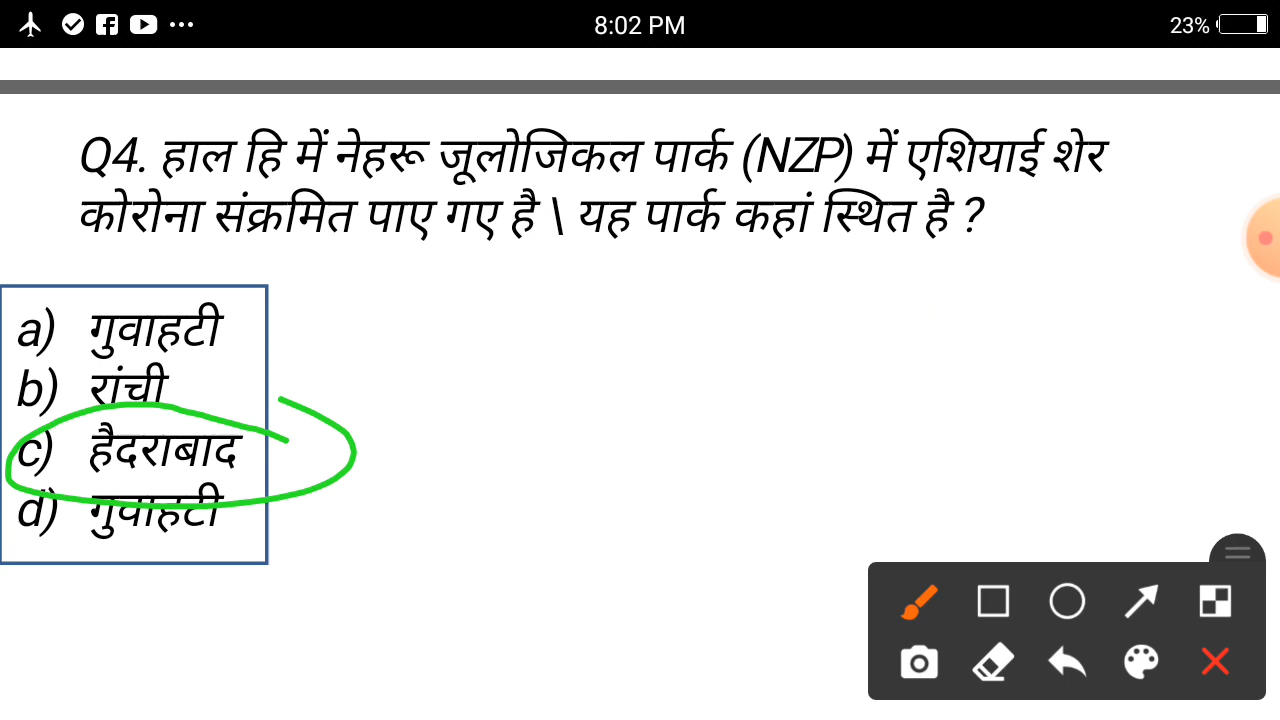 8:02 PM
23%
Q4. हाल हि में नेहरू जूलोजिकल पार्क (NZP) में एशियाई शेर
कोरोना संक्रमित पाए गए है \ यह पार्क कहां स्थित है ?
a) गुवाहटी
b) रांची
c) हैदराबाद
d) गुवाहटी